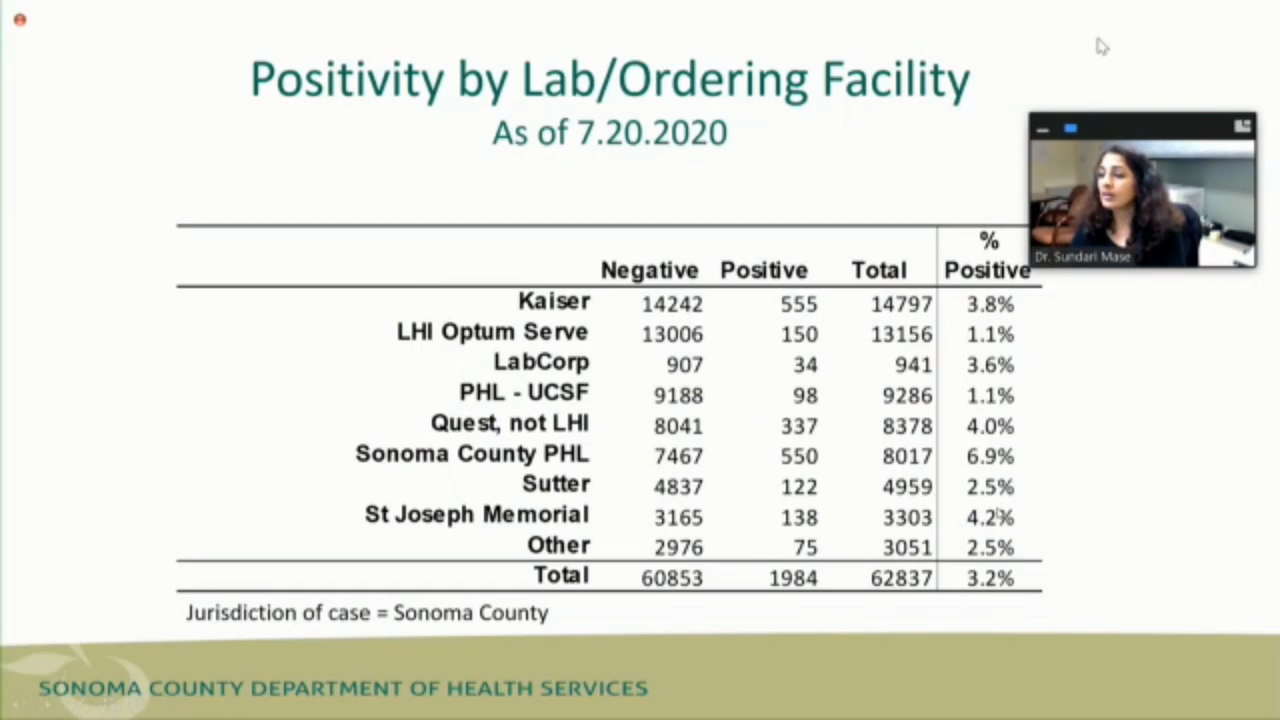 Positivity by Lab/Ordering Facility
As of 7.20.2020
Dr. Sundari Mase
%
Negative Positive Total Positive
Kaiser 14242 555 14797 3.8%
LHI Optum Serve 13006 150 13156 1.1%
LabCorp 907 34 941 3.6%
PHL - UCSF 9188 98 9286 1.1%
Quest, not LHI 8041 337 8378 4.0%
Sonoma County PHL 7467 550 8017 6.9%
Sutter 4837 122 4959 2.5%
St Joseph Memorial 3165 138 3303 4.2%
Other 2976 75 3051 2.5%
Total 60853 1984 62837 3.2%
Jurisdiction of case = Sonoma County
SONOMA COUNTY DEPARTMENT OF HEALTH SERVICES